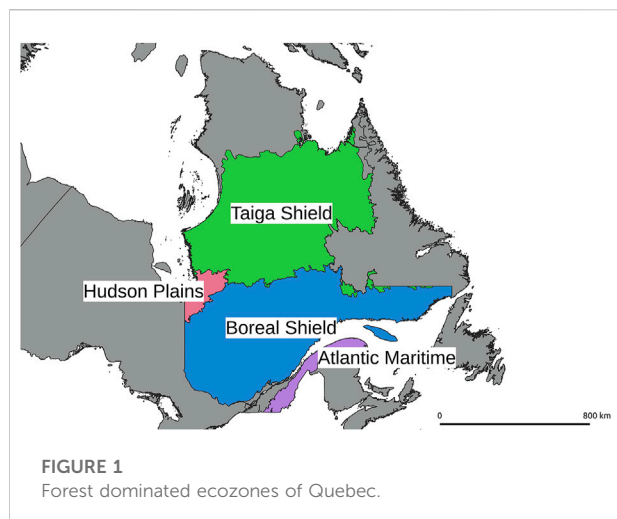 Taiga Shield
Hudson Plains
Boreal Shield
Atlantic Maritime
0 800 km
FIGURE 1
Forest dominated ecozones of Quebec.